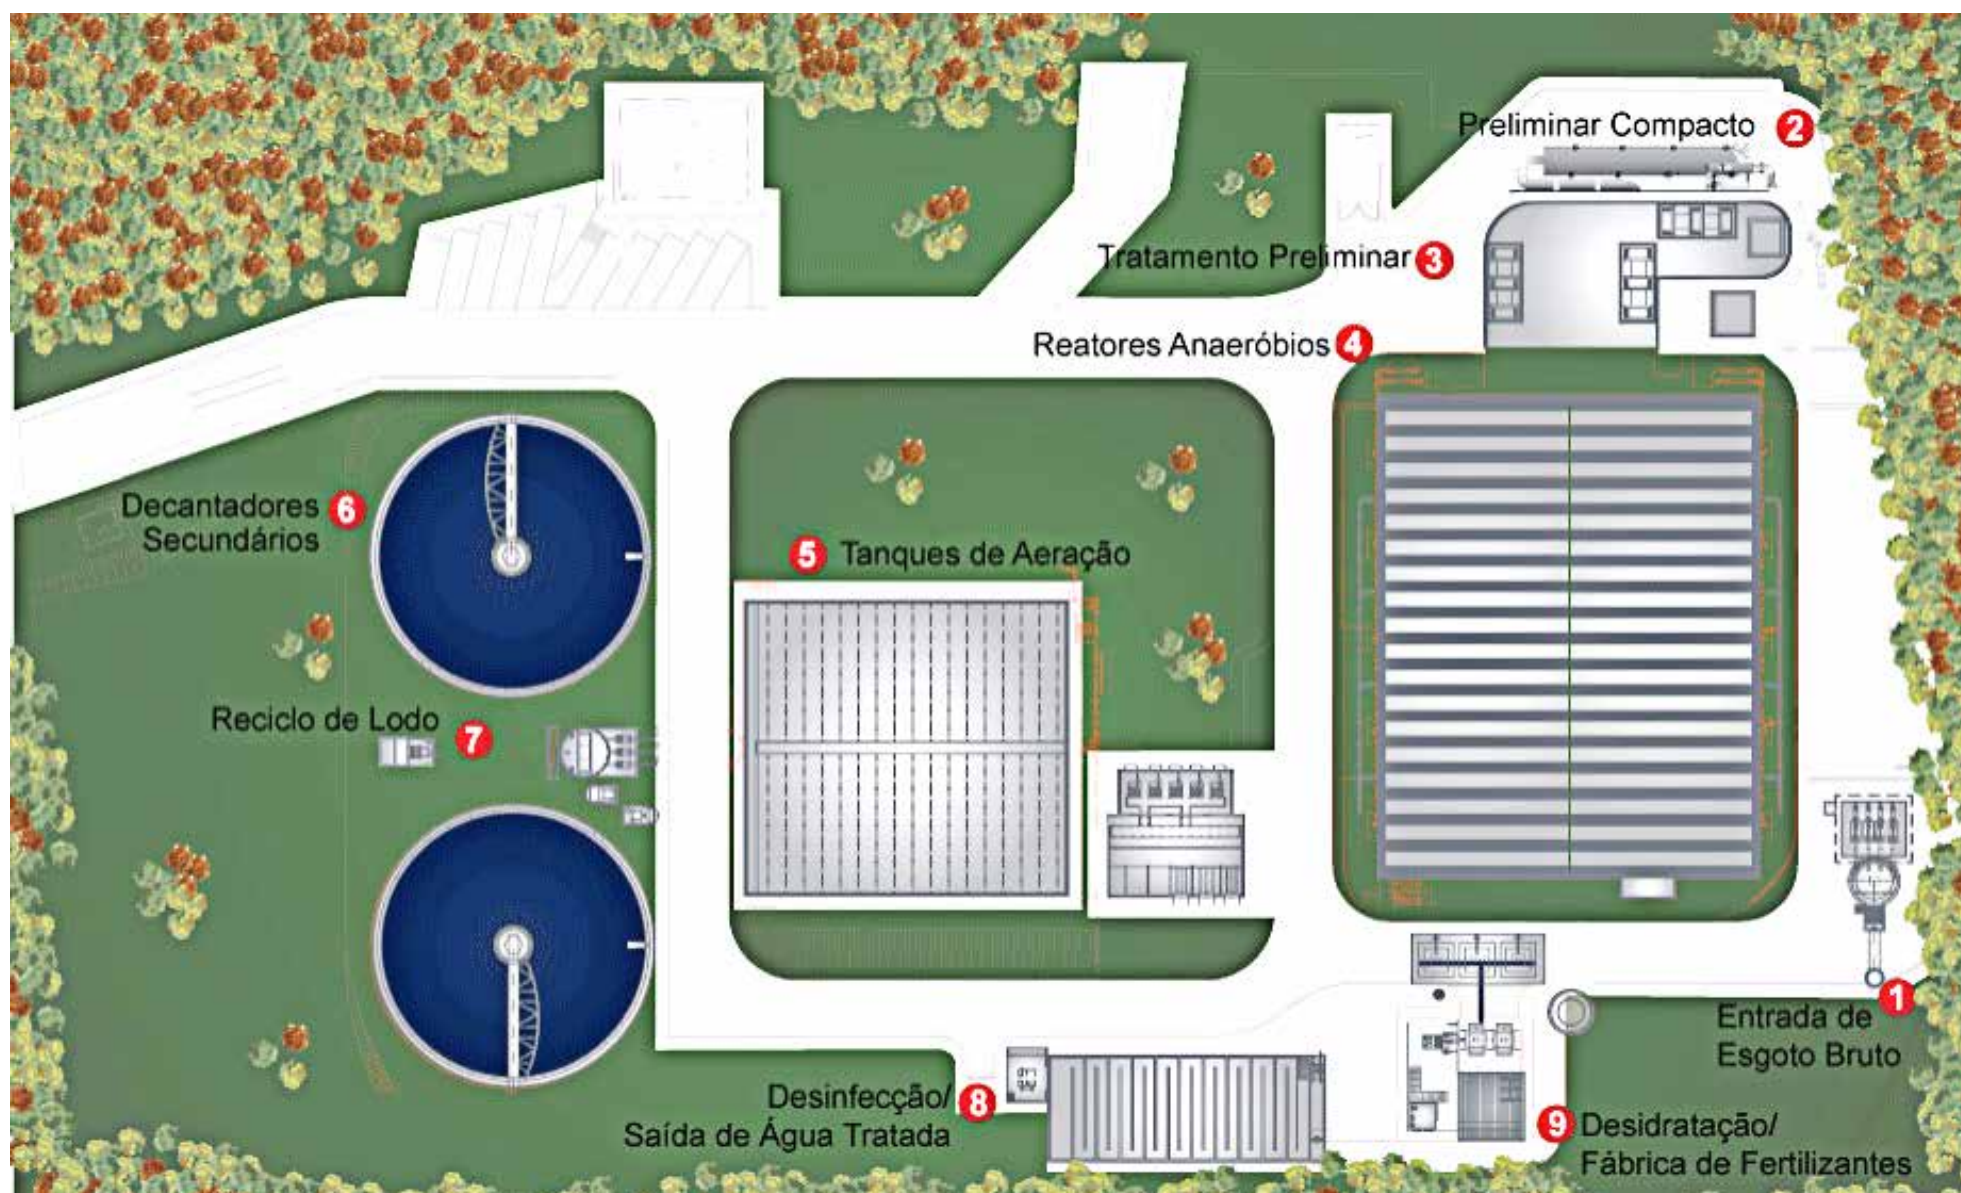 Preliminar Compacto 2
Tratamento Preliminar 3
Reatores Anaeróbios 4
Decantadores 6
Secundários
5 Tanques de Aeração
Reciclo de Lodo 7
1
Entrada de
Esgoto Bruto
Desinfecção/ 8
Saída de Água Tratada
9 Desidratação/
Fábrica de Fertilizantes